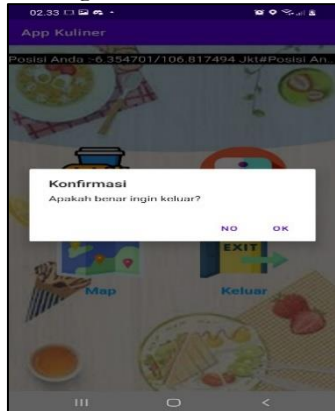 02.33
App Kuliner
Posisi Anda :-6.354701/106.817494 Jkt#Posisi An..
Konfirmasi
Apakah benar ingin keluar?
NO OK
EXIT
Map Keluar